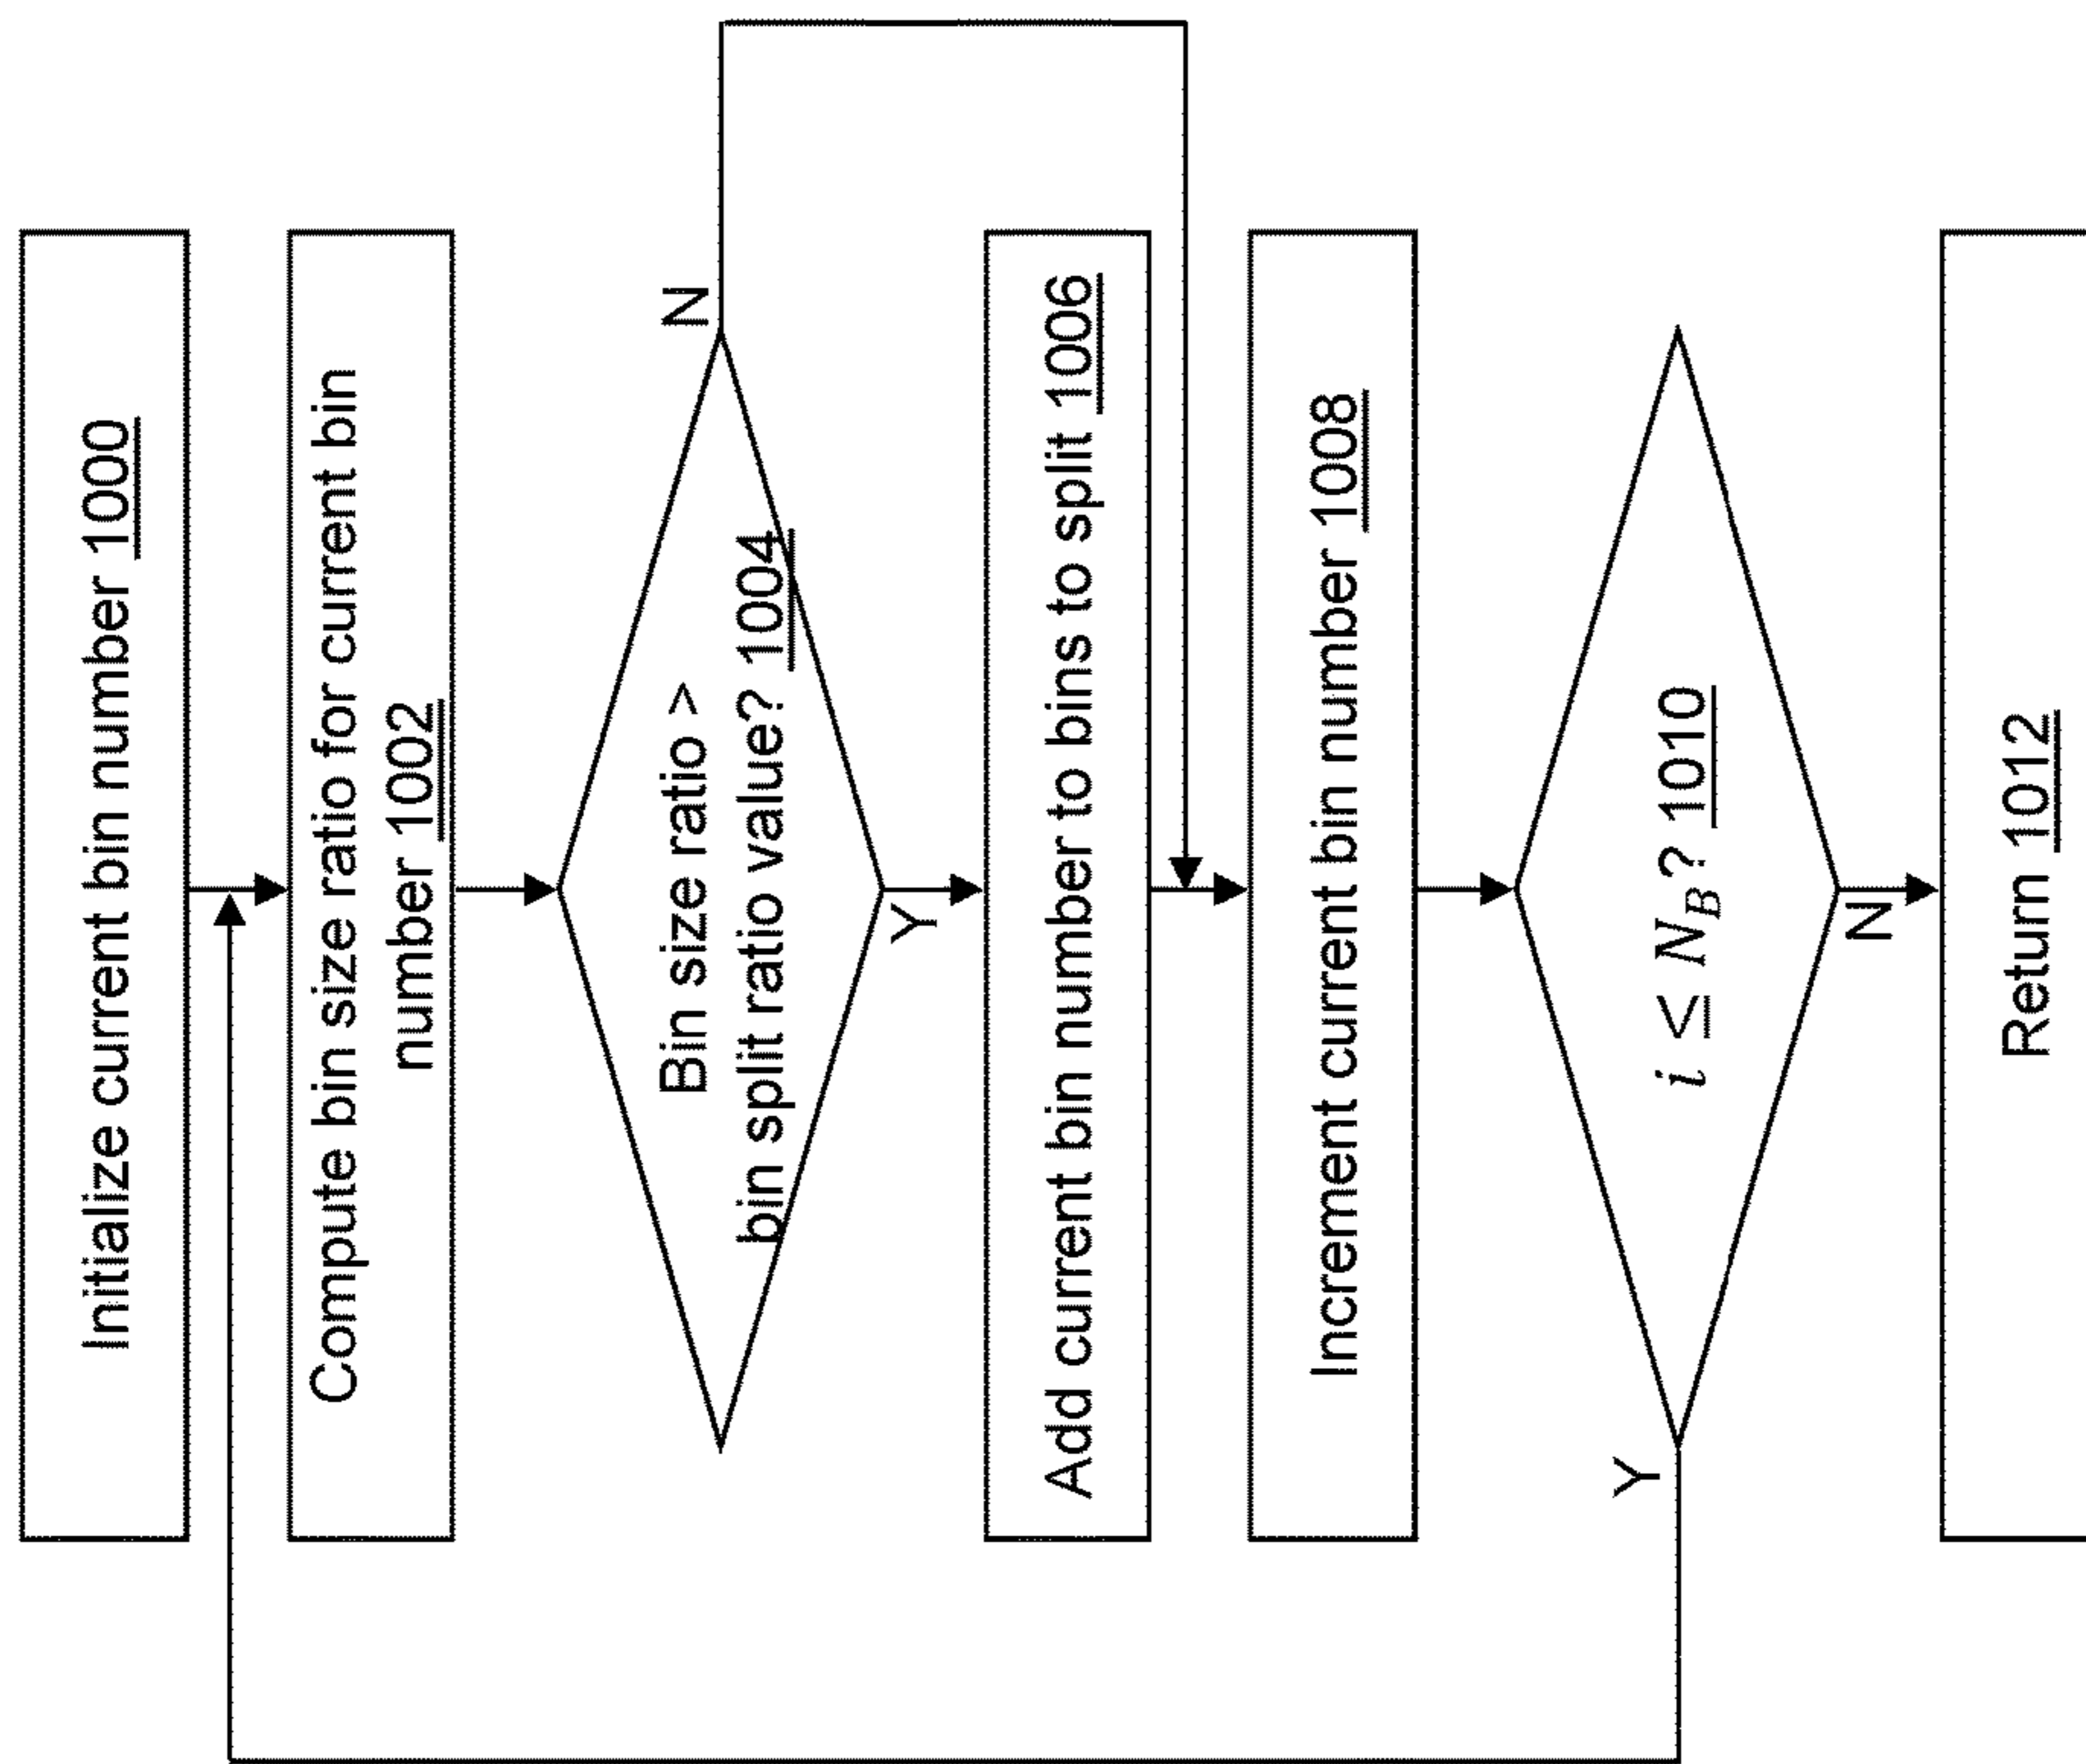 Initialize current bin number 1000
Compute bin size ratio for current bin
number 1002
Bin size ratio >
bin split ratio value? 1004
N
Y
Add current bin number to bins to split 1006
Increment current bin number 1008
i ≤ N_B? 1010
Y
N
Return 1012